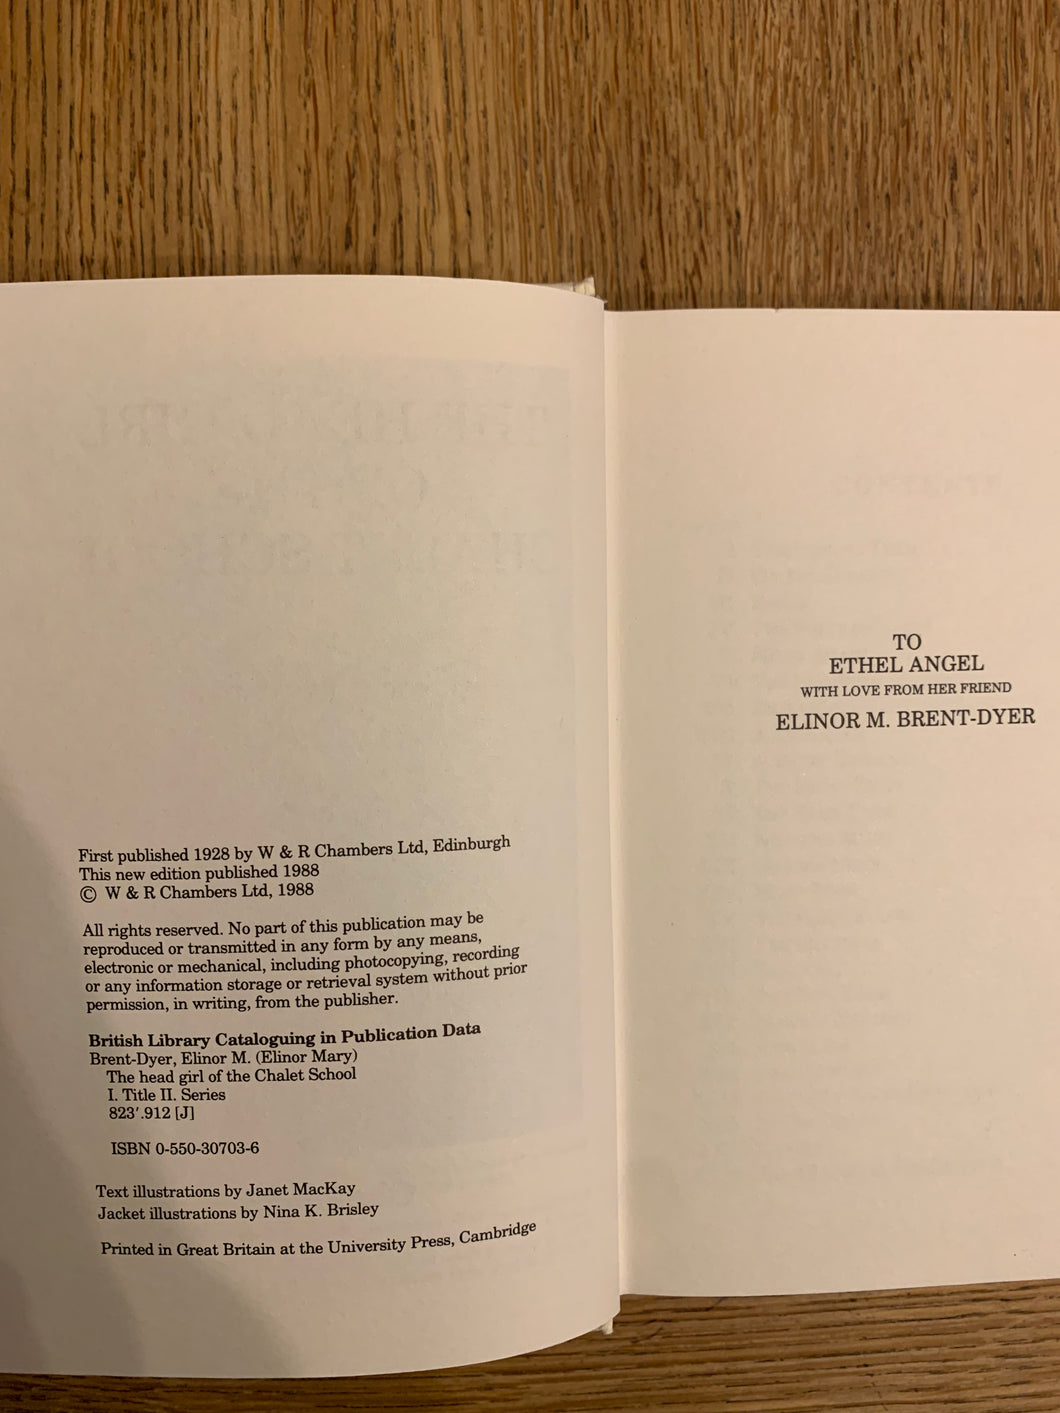 First published 1928 by W & R Chambers Ltd, Edinburgh
This new edition published 1988
© W & R Chambers Ltd, 1988
All rights reserved. No part of this publication may be
reproduced or transmitted in any form by any means,
electronic or mechanical, including photocopying, recording
or any information storage or retrieval system without prior
permission, in writing, from the publisher.
British Library Cataloguing in Publication Data
Brent-Dyer, Elinor M. (Elinor Mary)
The head girl of the Chalet School
I. Title II. Series
823'.912 [J]
ISBN 0-550-30703-6
Text illustrations by Janet MacKay
Jacket illustrations by Nina K. Brisley
Printed in Great Britain at the University Press, Cambridge
TO
ETHEL ANGEL
WITH LOVE FROM HER FRIEND
ELINOR M. BRENT-DYER